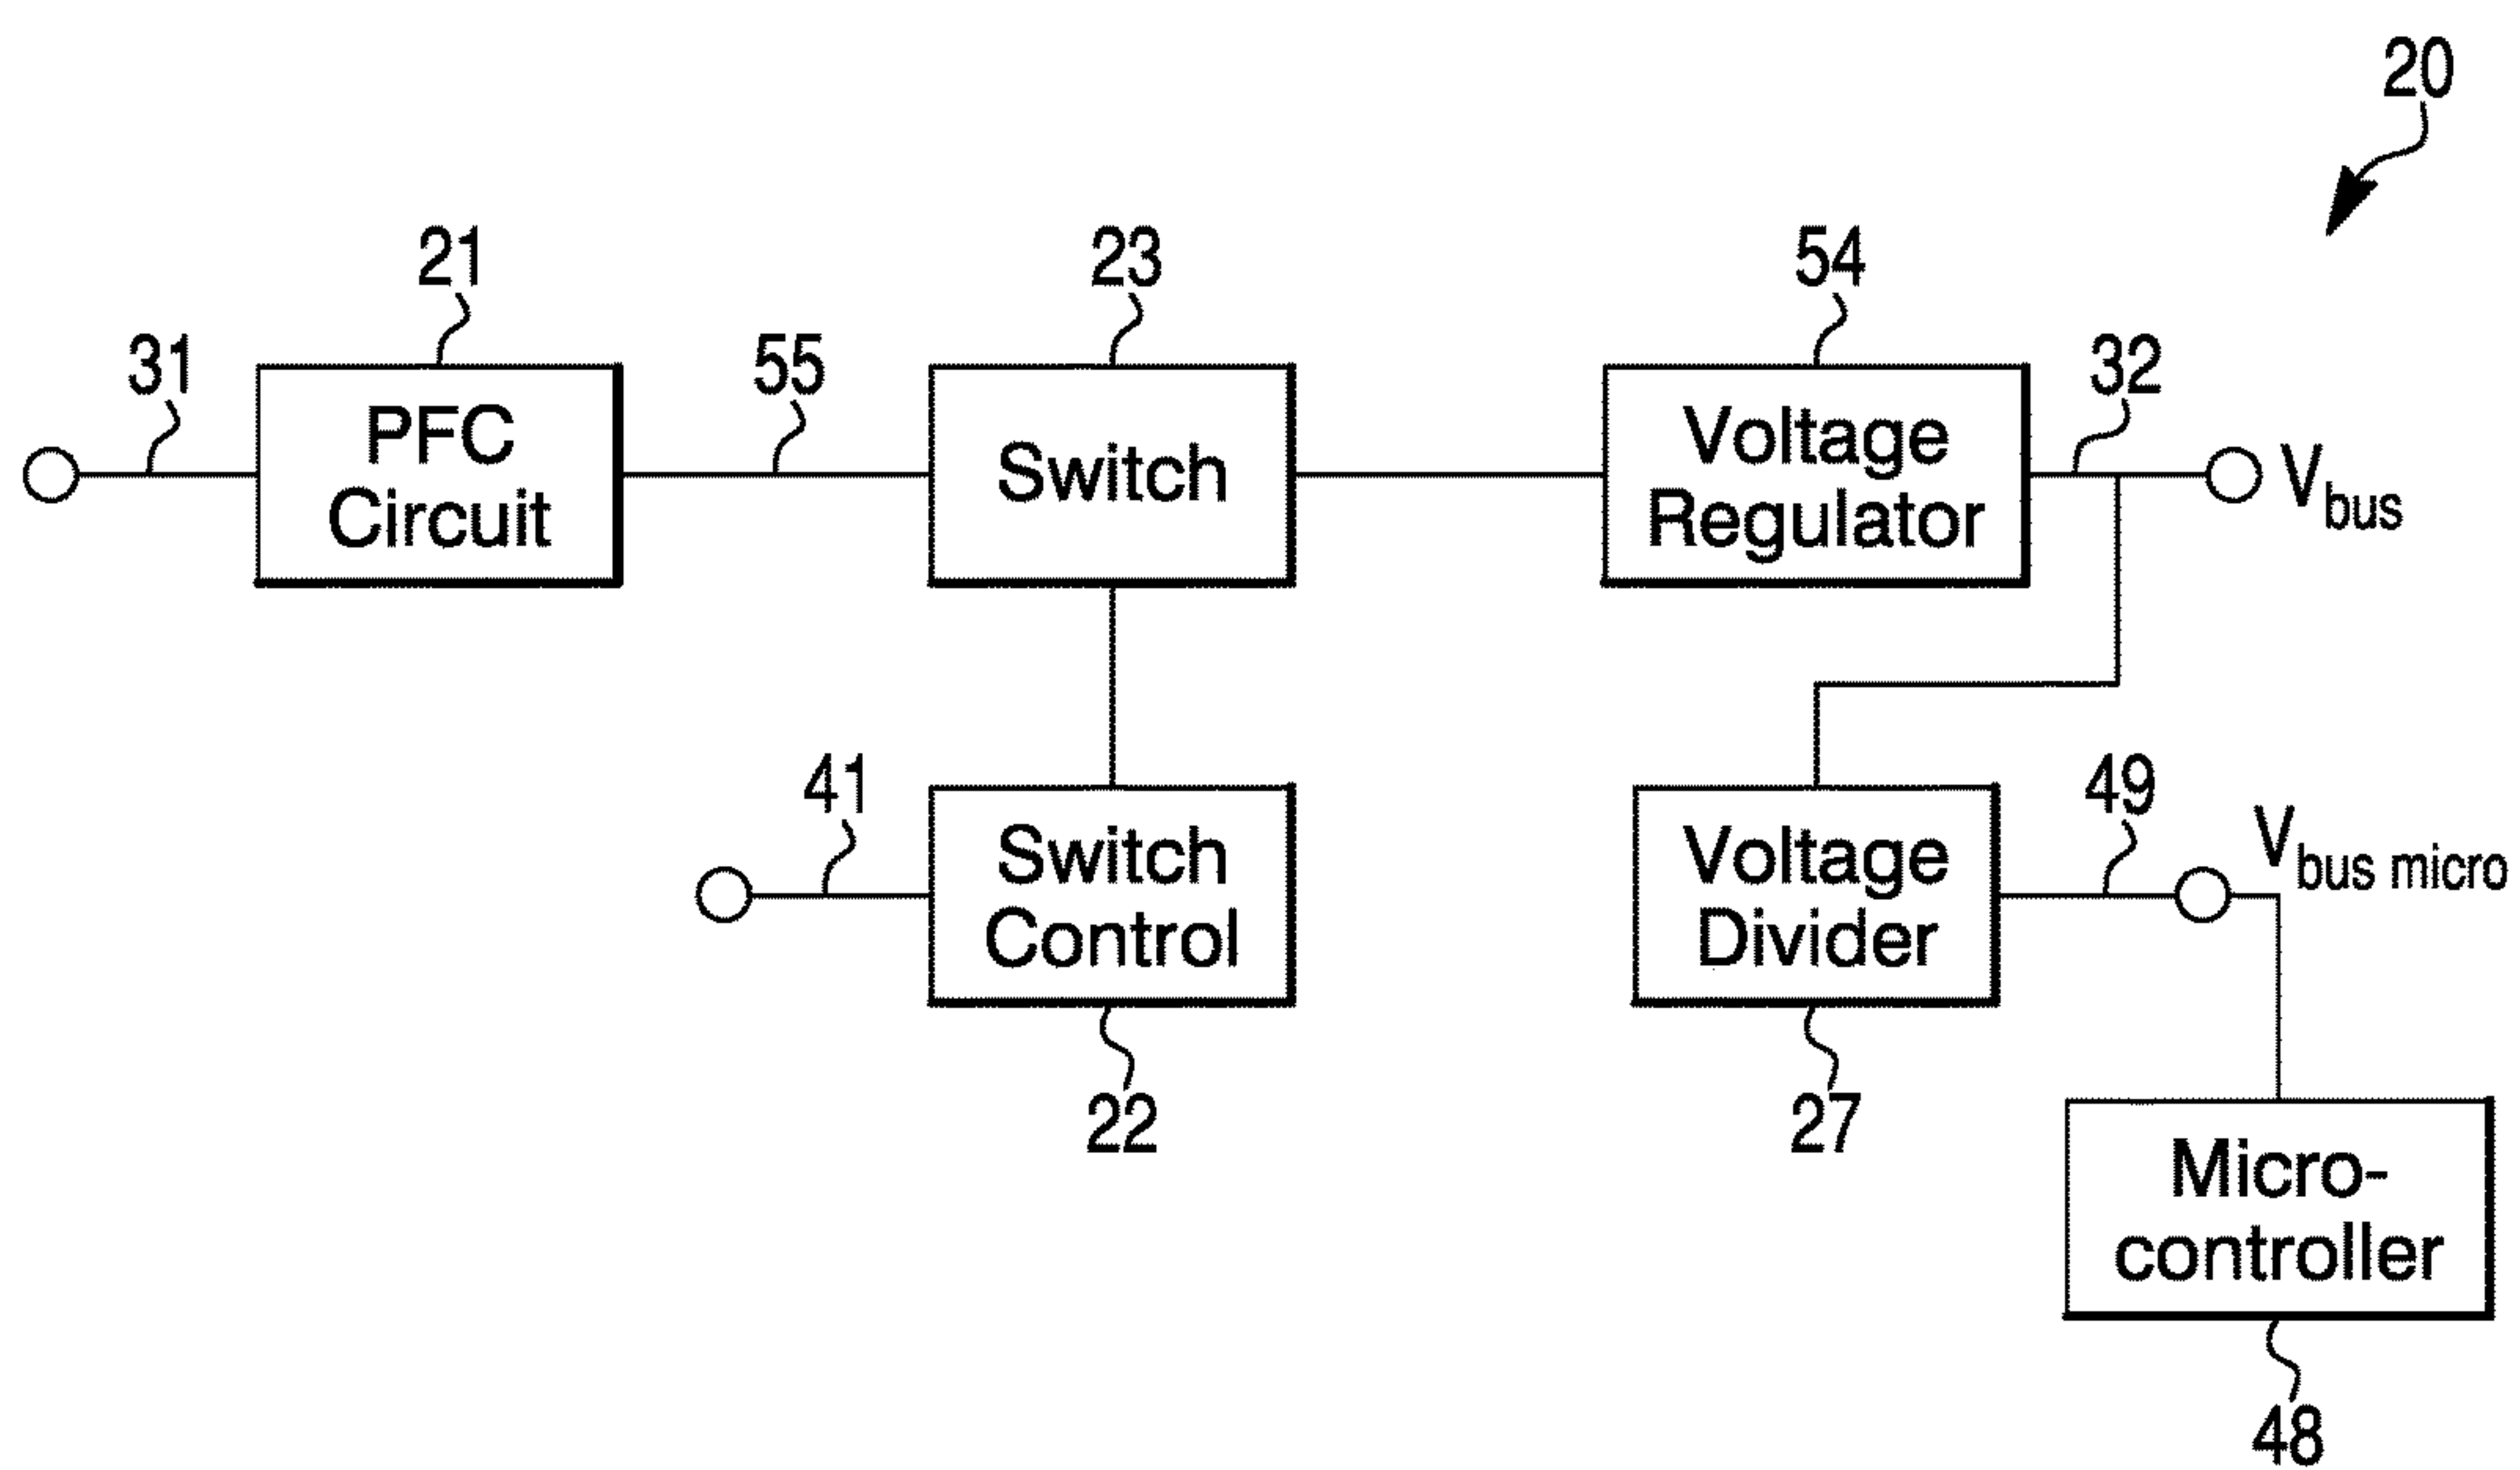 20
21
23
54
31
55
32
PFC
Circuit
Switch
Voltage
Regulator
Vbus
41
49
Switch
Control
Voltage
Divider
Vbus micro
22
27
Micro-
controller
48